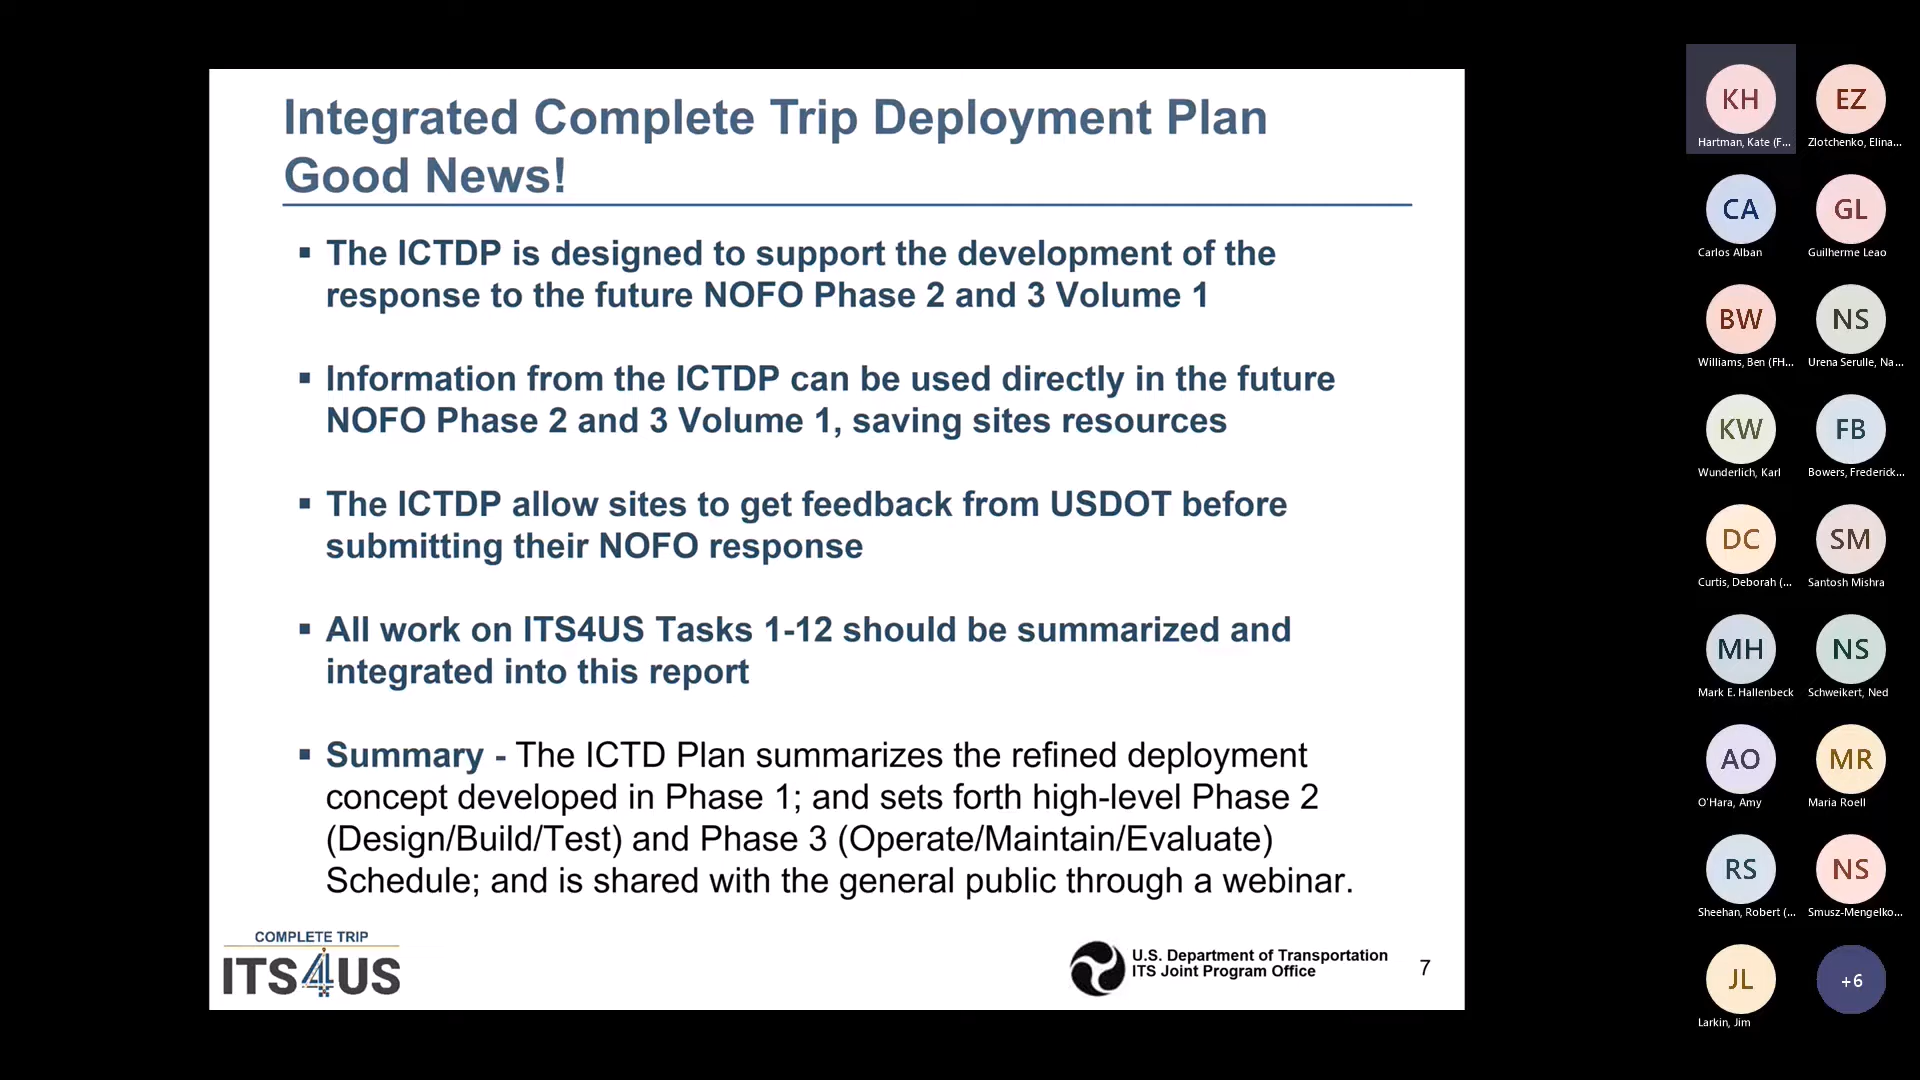 Integrated Complete Trip Deployment Plan
Good News!
▪ The ICTDP is designed to support the development of the
response to the future NOFO Phase 2 and 3 Volume 1
▪ Information from the ICTDP can be used directly in the future
NOFO Phase 2 and 3 Volume 1, saving sites resources
▪ The ICTDP allow sites to get feedback from USDOT before
submitting their NOFO response
▪ All work on ITS4US Tasks 1-12 should be summarized and
integrated into this report
▪ Summary - The ICTD Plan summarizes the refined deployment
concept developed in Phase 1; and sets forth high-level Phase 2
(Design/Build/Test) and Phase 3 (Operate/Maintain/Evaluate)
Schedule; and is shared with the general public through a webinar.
COMPLETE TRIP
ITS4US
U.S. Department of Transportation
ITS Joint Program Office
7
KH
Hartman, Kate (F...
EZ
Zlotchenko, Elina...
CA
Carlos Alban
GL
Guilherme Leao
BW
Williams, Ben (FH...
NS
Urena Serulle, Na...
KW
Wunderlich, Karl
FB
Bowers, Frederick...
DC
Curtis, Deborah (...
SM
Santosh Mishra
MH
Mark E. Hallenbeck
NS
Schweikert, Ned
AO
O'Hara, Amy
MR
Maria Roell
RS
Sheehan, Robert (...
NS
Smusz-Mengelko...
JL
Larkin, Jim
+6